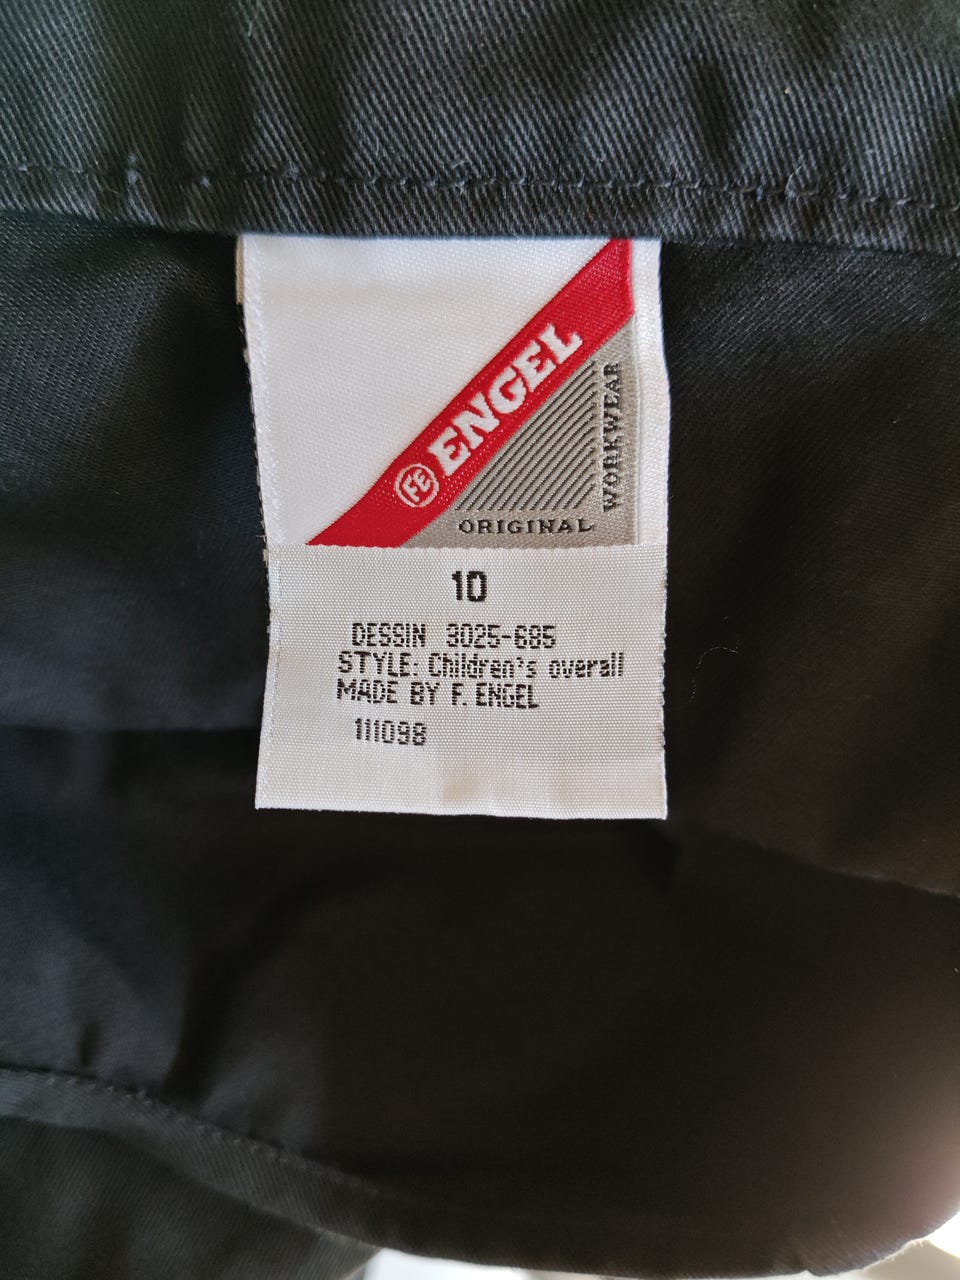 FE ENGEL
WORKWEAR
ORIGINAL
10
DESSIN 3025-685
STYLE: Children's overall
MADE BY F. ENGEL
111098